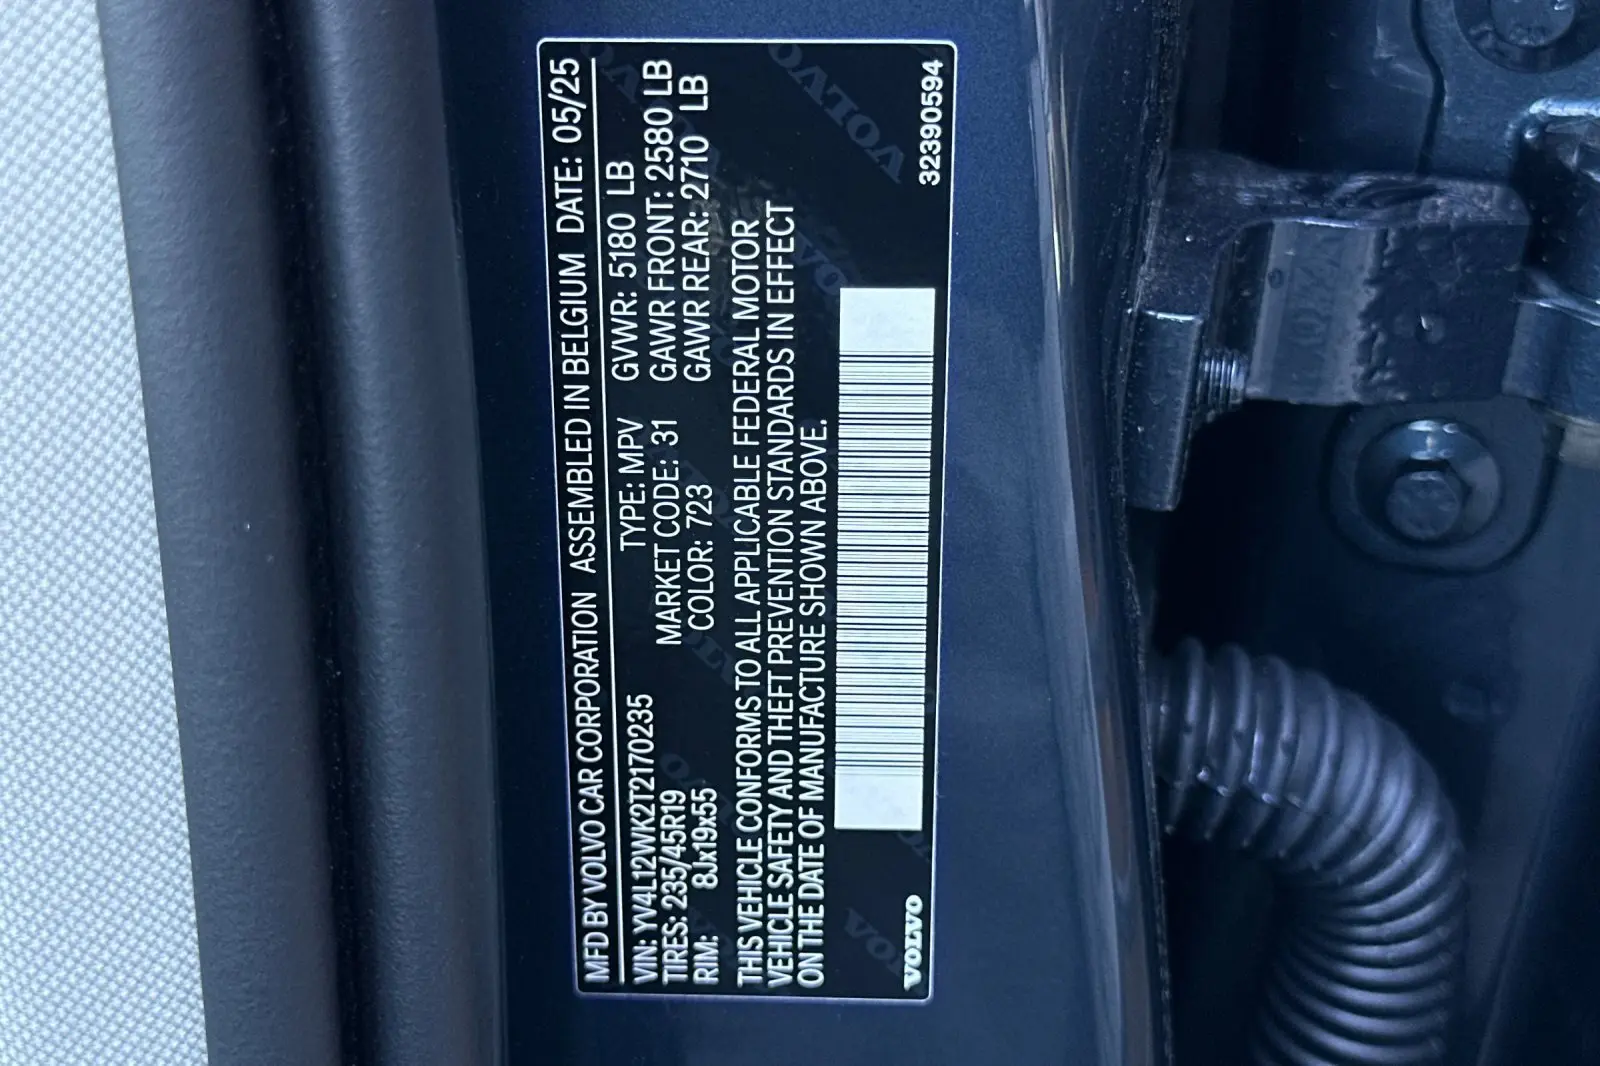 MFD BY VOLVO CAR CORPORATION ASSEMBLED IN BELGIUM DATE: 05/25
VIN: YV4L12WK2T2170235 TYPE: MPV GVWR: 5180 LB
TIRES: 235/45R19 MARKET CODE: 31 GAWR FRONT: 2580 LB
RIM: 8Jx19x55 COLOR: 723 GAWR REAR: 2710 LB
THIS VEHICLE CONFORMS TO ALL APPLICABLE FEDERAL MOTOR
VEHICLE SAFETY AND THEFT PREVENTION STANDARDS IN EFFECT
ON THE DATE OF MANUFACTURE SHOWN ABOVE.
VOLVO 32390594